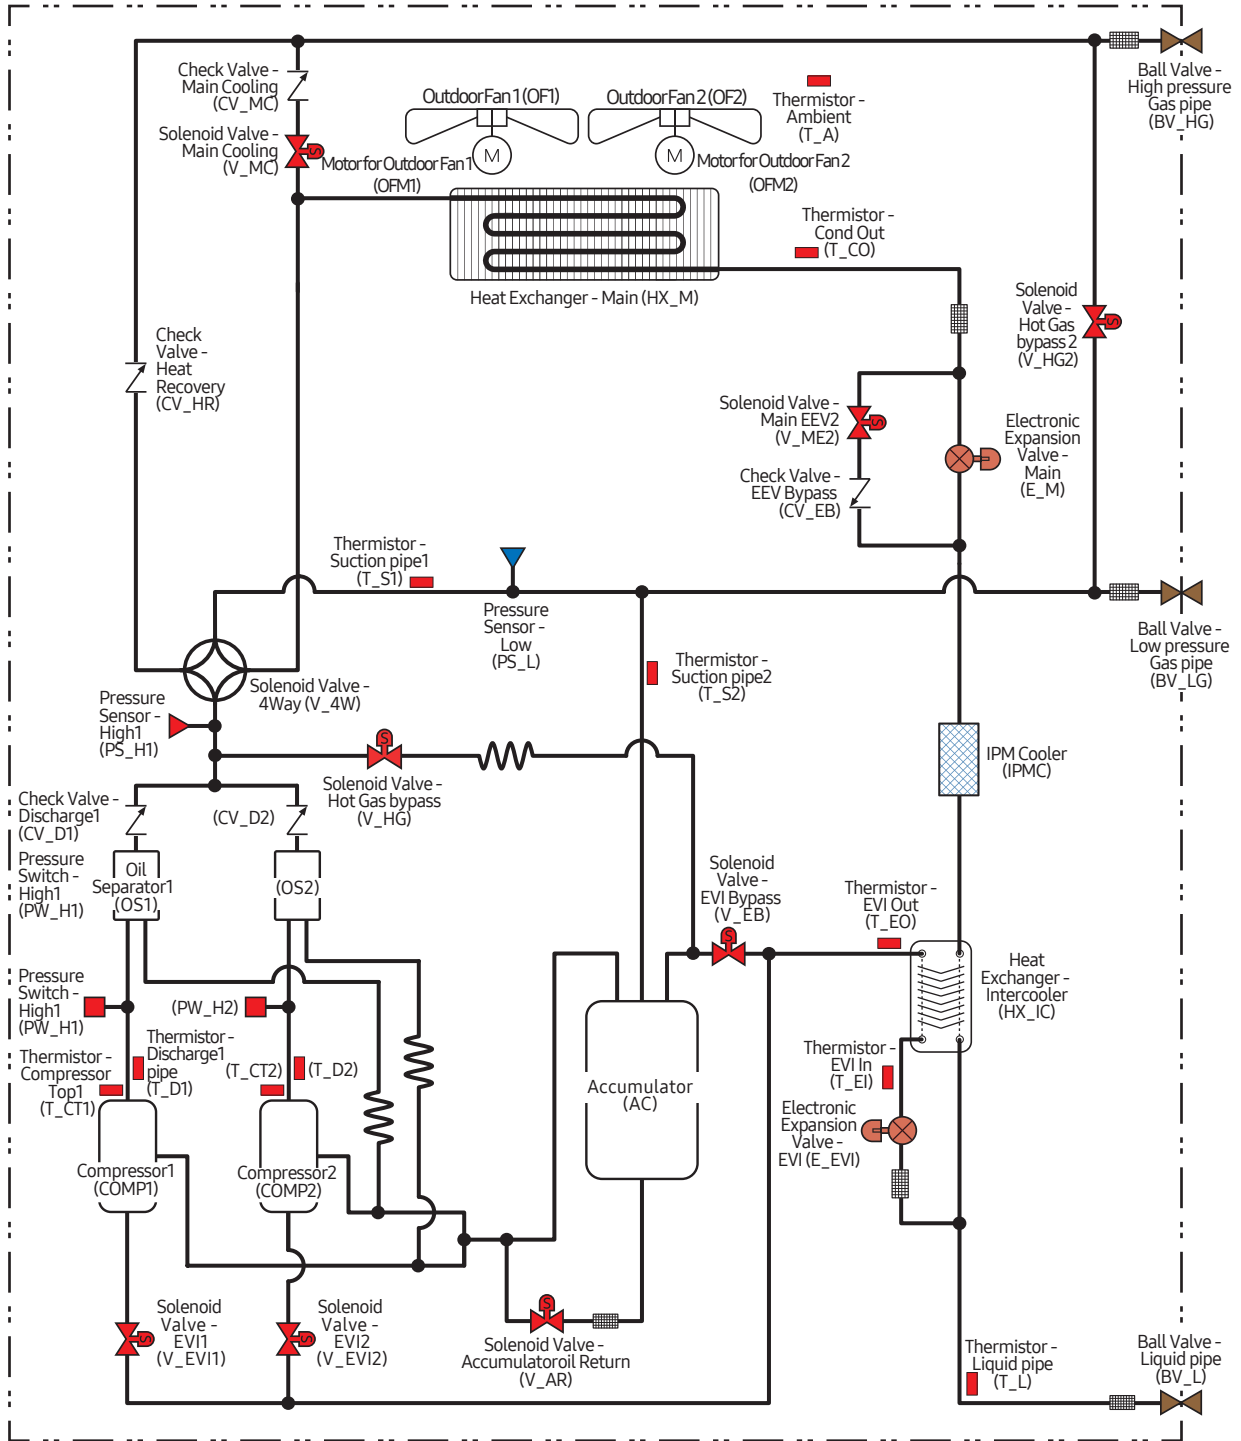 Check Valve -
Main Cooling
(CV_MC)
Solenoid Valve -
Main Cooling
(V_MC)
Outdoor Fan 1 (OF1)
M
Motor for Outdoor Fan 1
(OFM1)
Outdoor Fan 2 (OF2)
M
Motor for Outdoor Fan 2
(OFM2)
Thermistor -
Ambient
(T_A)
Ball Valve -
High pressure
Gas pipe
(BV_HG)
S
Thermistor -
Cond Out
(T_CO)
Heat Exchanger - Main (HX_M)
Solenoid
Valve -
Hot Gas
bypass 2
(V_HG2)
S
Check
Valve -
Heat
Recovery
(CV_HR)
Solenoid Valve -
Main EEV2
(V_ME2)
S
Electronic
Expansion
Valve -
Main
(E_M)
Check Valve -
EEV Bypass
(CV_EB)
Thermistor -
Suction pipe1
(T_S1)
Pressure
Sensor -
Low
(PS_L)
Ball Valve -
Low pressure
Gas pipe
(BV_LG)
Thermistor -
Suction pipe2
(T_S2)
Solenoid Valve -
4Way (V_4W)
Pressure
Sensor -
High1
(PS_H1)
S
Solenoid Valve -
Hot Gas bypass
(V_HG)
IPM Cooler
(IPMC)
Check Valve -
Discharge1
(CV_D1)
(CV_D2)
Pressure
Switch -
High1
(PW_H1)
Oil
Separator1
(OS1)
(OS2)
Solenoid
Valve -
EVI Bypass
(V_EB)
S
Thermistor -
EVI Out
(T_EO)
Heat
Exchanger -
Intercooler
(HX_IC)
Pressure
Switch -
High1
(PW_H1)
(PW_H2)
Thermistor -
Discharge1
pipe
(T_D1)
Thermistor -
Compressor
Top1
(T_CT1)
(T_CT2)
(T_D2)
Accumulator
(AC)
Thermistor -
EVI In
(T_EI)
Electronic
Expansion
Valve -
EVI (E_EVI)
Compressor1
(COMP1)
Compressor2
(COMP2)
Solenoid
Valve -
EVI1
(V_EVI1)
S
Solenoid
Valve -
EVI2
(V_EVI2)
S
S
Solenoid Valve -
Accumulatoroil Return
(V_AR)
Thermistor -
Liquid pipe
(T_L)
Ball Valve -
Liquid pipe
(BV_L)